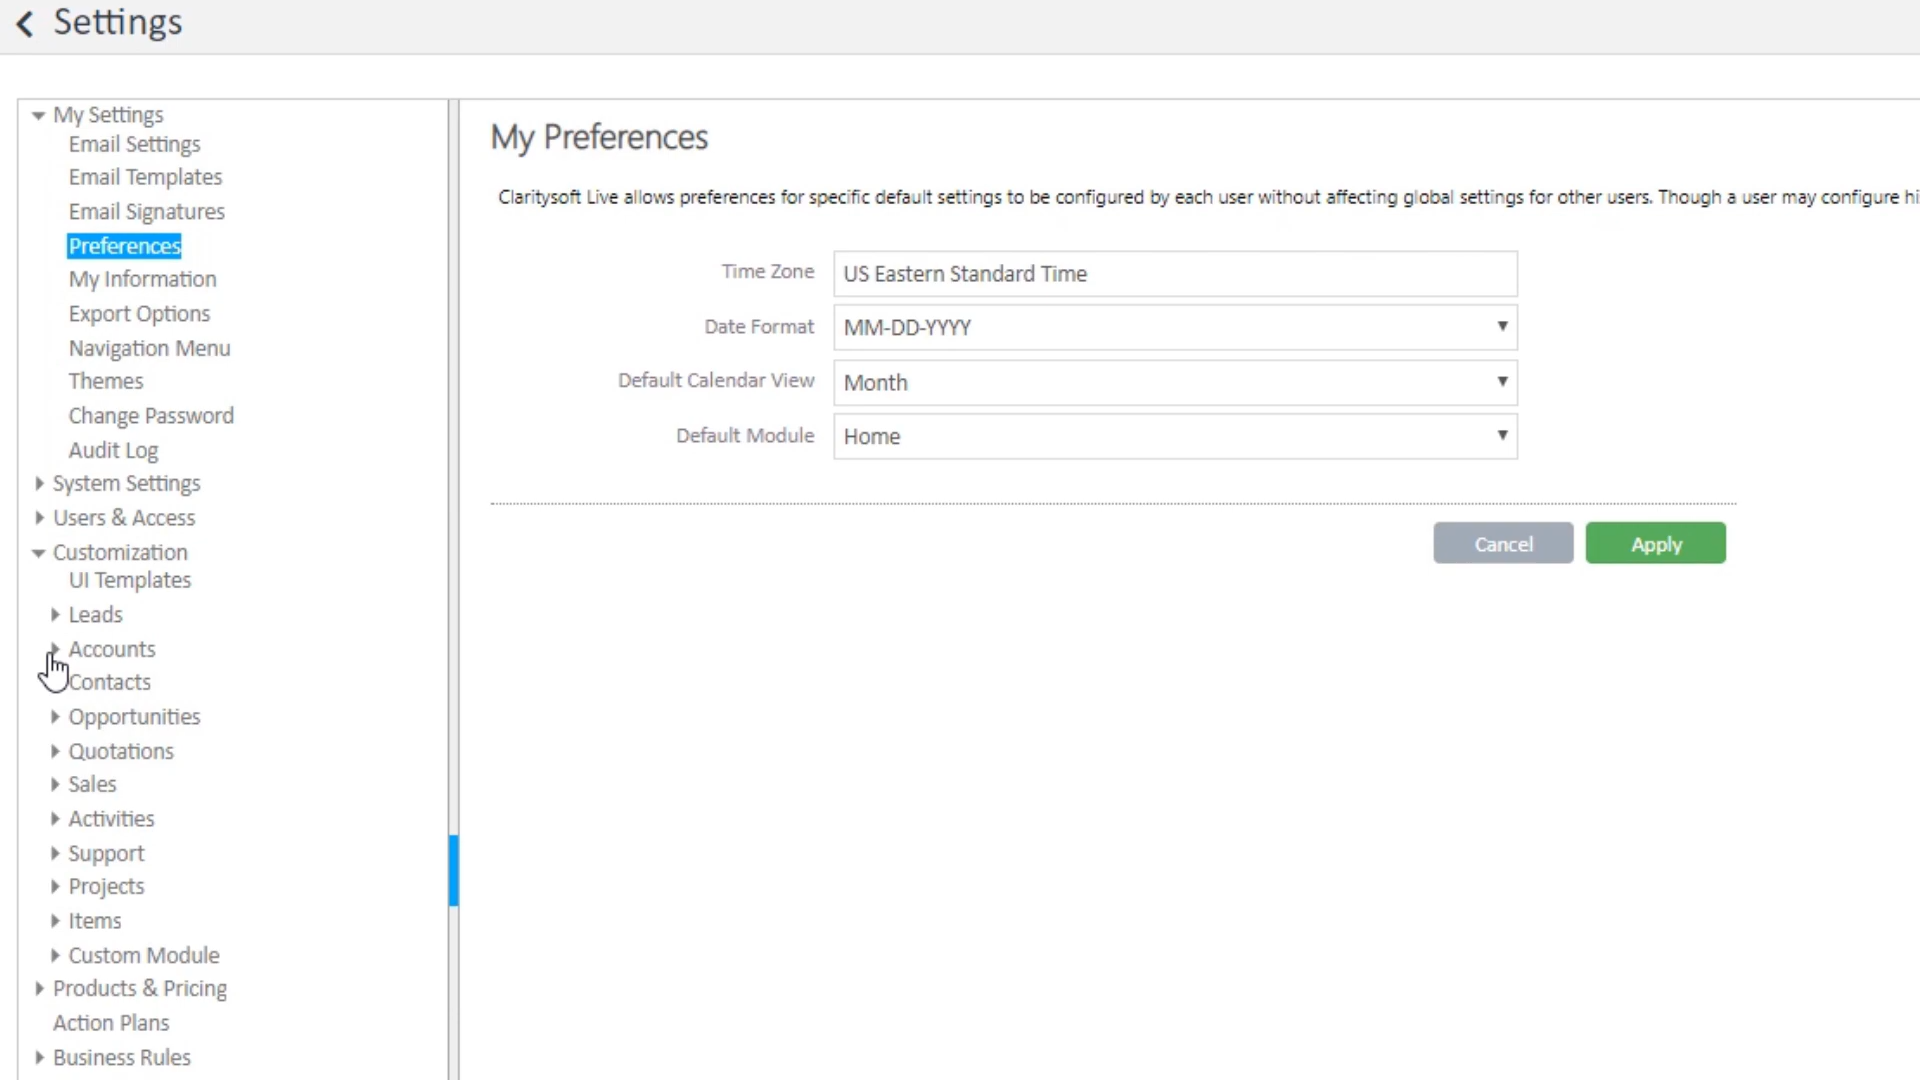 Settings
My Settings
Email Settings
Email Templates
Email Signatures
Preferences
My Information
Export Options
Navigation Menu
Themes
Change Password
Audit Log
System Settings
Users & Access
Customization
UI Templates
Leads
Accounts
Contacts
Opportunities
Quotations
Sales
Activities
Support
Projects
Items
Custom Module
Products & Pricing
Action Plans
Business Rules
My Preferences
Claritysoft Live allows preferences for specific default settings to be configured by each user without affecting global settings for other users. Though a user may configure hi
Time Zone US Eastern Standard Time
Date Format MM-DD-YYYY
Default Calendar View Month
Default Module Home
Cancel Apply